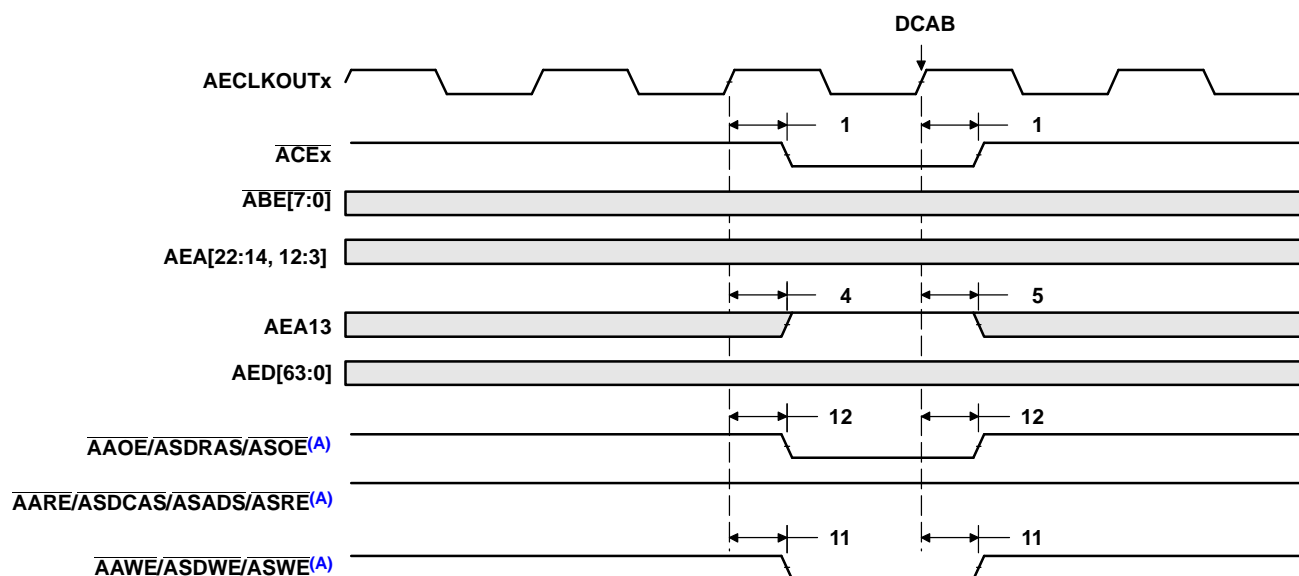 DCAB
AECLKOUTx
1 1
ACEx
ABE[7:0]
AEA[22:14, 12:3]
4 5
AEA13
AED[63:0]
12 12
AAOE/ASDRAS/ASOE(A)
AARE/ASDCAS/ASADS/ASRE(A)
11 11
AAWE/ASDWE/ASWE(A)